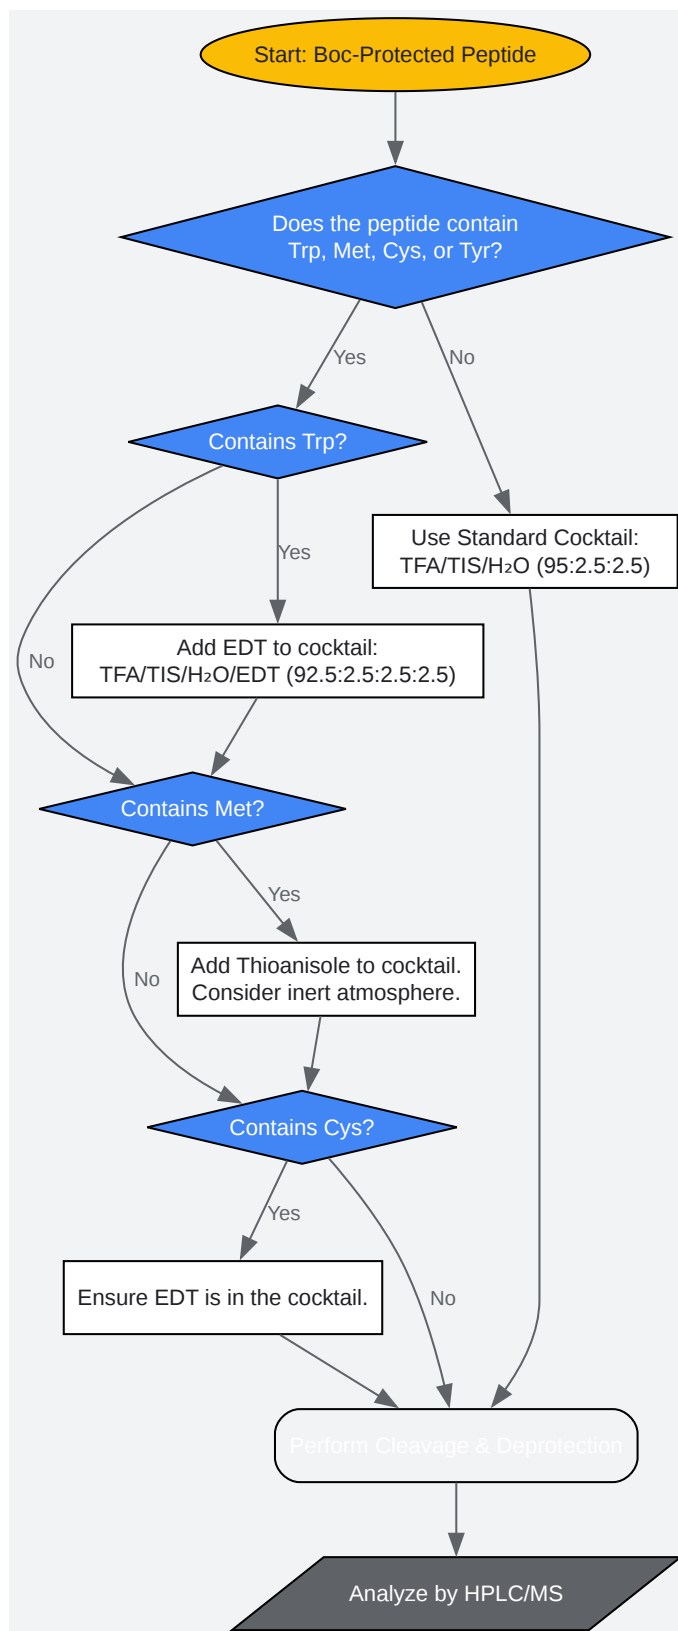 Start: Boc-Protected Peptide
Does the peptide contain
Trp, Met, Cys, or Tyr?
Yes
No
Contains Trp?
Use Standard Cocktail:
TFA/TIS/H₂O (95:2.5:2.5)
Yes
No
Add EDT to cocktail:
TFA/TIS/H₂O/EDT (92.5:2.5:2.5:2.5)
Contains Met?
Yes
No
Add Thioanisole to cocktail.
Consider inert atmosphere.
Contains Cys?
Yes
No
Ensure EDT is in the cocktail.
Perform Cleavage & Deprotection
Analyze by HPLC/MS